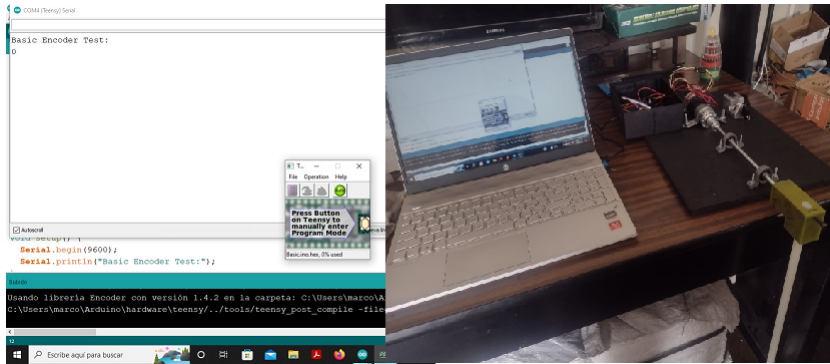 COM4 (Teensy) Serial
Basic Encoder Test:
0
T...
File Operation Help
Press Button
on Teensy to
manually enter
Program Mode
Basic.ino.hex, 0% used
Autoscroll
void setup() {
Serial.begin(9600);
Serial.println("Basic Encoder Test:");
Subido
Usando librería Encoder con versión 1.4.2 en la carpeta: C:\Users\marco\A
C:\Users\marco\Arduino\hardware\teensy/../tools/teensy_post_compile -file
12
Escribe aquí para buscar
SAMSUNG